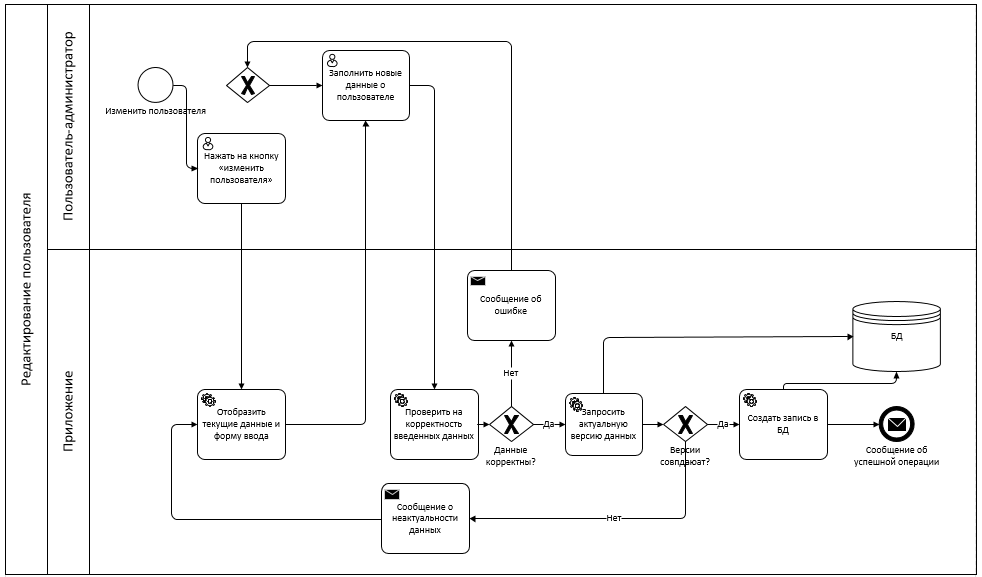 Редактирование пользователя
Пользователь-администратор
Изменить пользователя
Заполнить новые
данные о
пользователе
Нажать на кнопку
«изменить
пользователя»
Приложение
Сообщение об
ошибке
БД
Нет
Отобразить
текущие данные и
форму ввода
Проверить на
корректность
введенных данных
Данные
корректны?
Да
Запросить
актуальную
версию данных
Версии
совпдаюат?
Да
Создать запись в
БД
Сообщение об
успешной операции
Сообщение о
неактуальности
данных
Нет